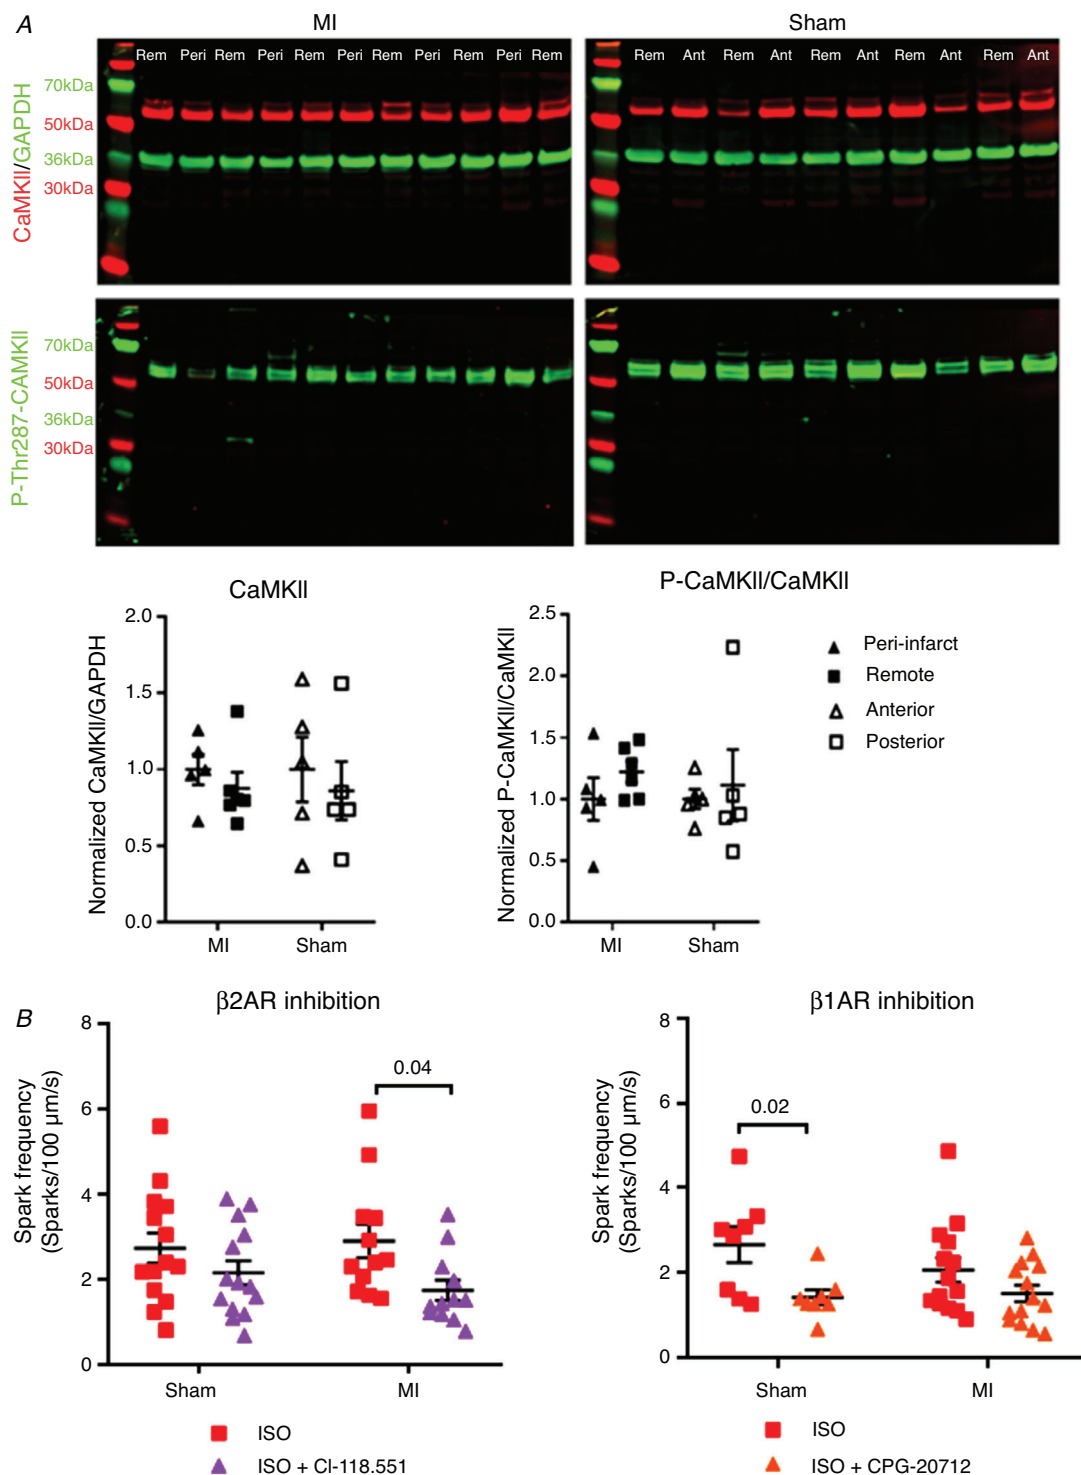 A
MI
Sham
Rem Peri Rem Peri Rem Peri Rem Peri Rem Peri Rem
Rem Ant Rem Ant Rem Ant Rem Ant Rem Ant
CaMKII/GAPDH
70kDa
50kDa
36kDa
30kDa
P-Thr287-CAMKII
70kDa
50kDa
36kDa
30kDa
CaMKII
Normalized CaMKII/GAPDH
2.0
1.5
1.0
0.5
0.0
MI
Sham
P-CaMKII/CaMKII
Normalized P-CaMKII/CaMKII
2.5
2.0
1.5
1.0
0.5
0.0
MI
Sham
Peri-infarct
Remote
Anterior
Posterior
B
β2AR inhibition
Spark frequency
(Sparks/100 μm/s)
8
6
4
2
0
0.04
Sham
MI
ISO
ISO + CI-118.551
β1AR inhibition
Spark frequency
(Sparks/100 μm/s)
8
6
4
2
0
0.02
Sham
MI
ISO
ISO + CPG-20712